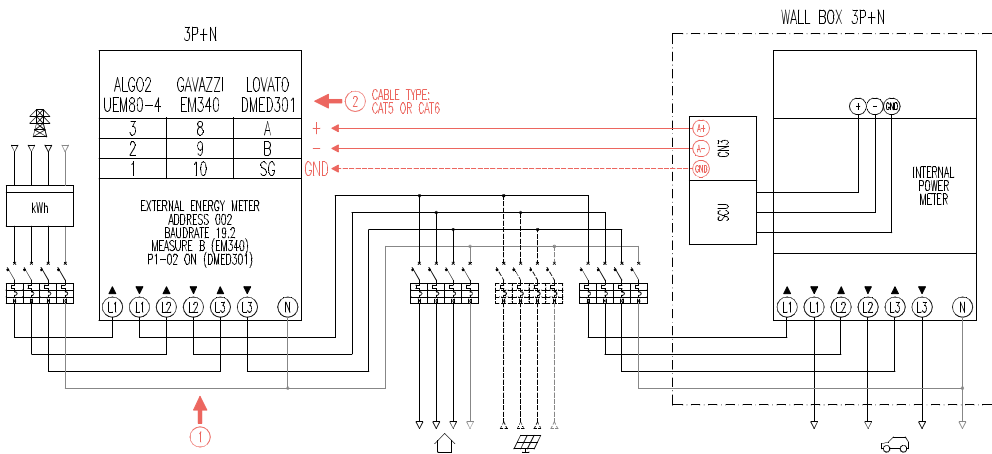 WALL BOX 3P+N
3P+N
ALGO2 GAVAZZI LOVATO
UEM80-4 EM340 DMED301
2 CABLE TYPE:
CAT5 OR CAT6
3 8 A +
2 9 B -
1 10 SG GND
A+
A-
GND
CN3
SCU
+ - GND
INTERNAL
POWER
METER
kWh
EXTERNAL ENERGY METER
ADDRESS 002
BAUDRATE 19.2
MEASURE B (EM340)
P1-02 ON (DMED301)
L1 L1 L2 L2 L3 L3 N
L1 L1 L2 L2 L3 L3 N
1